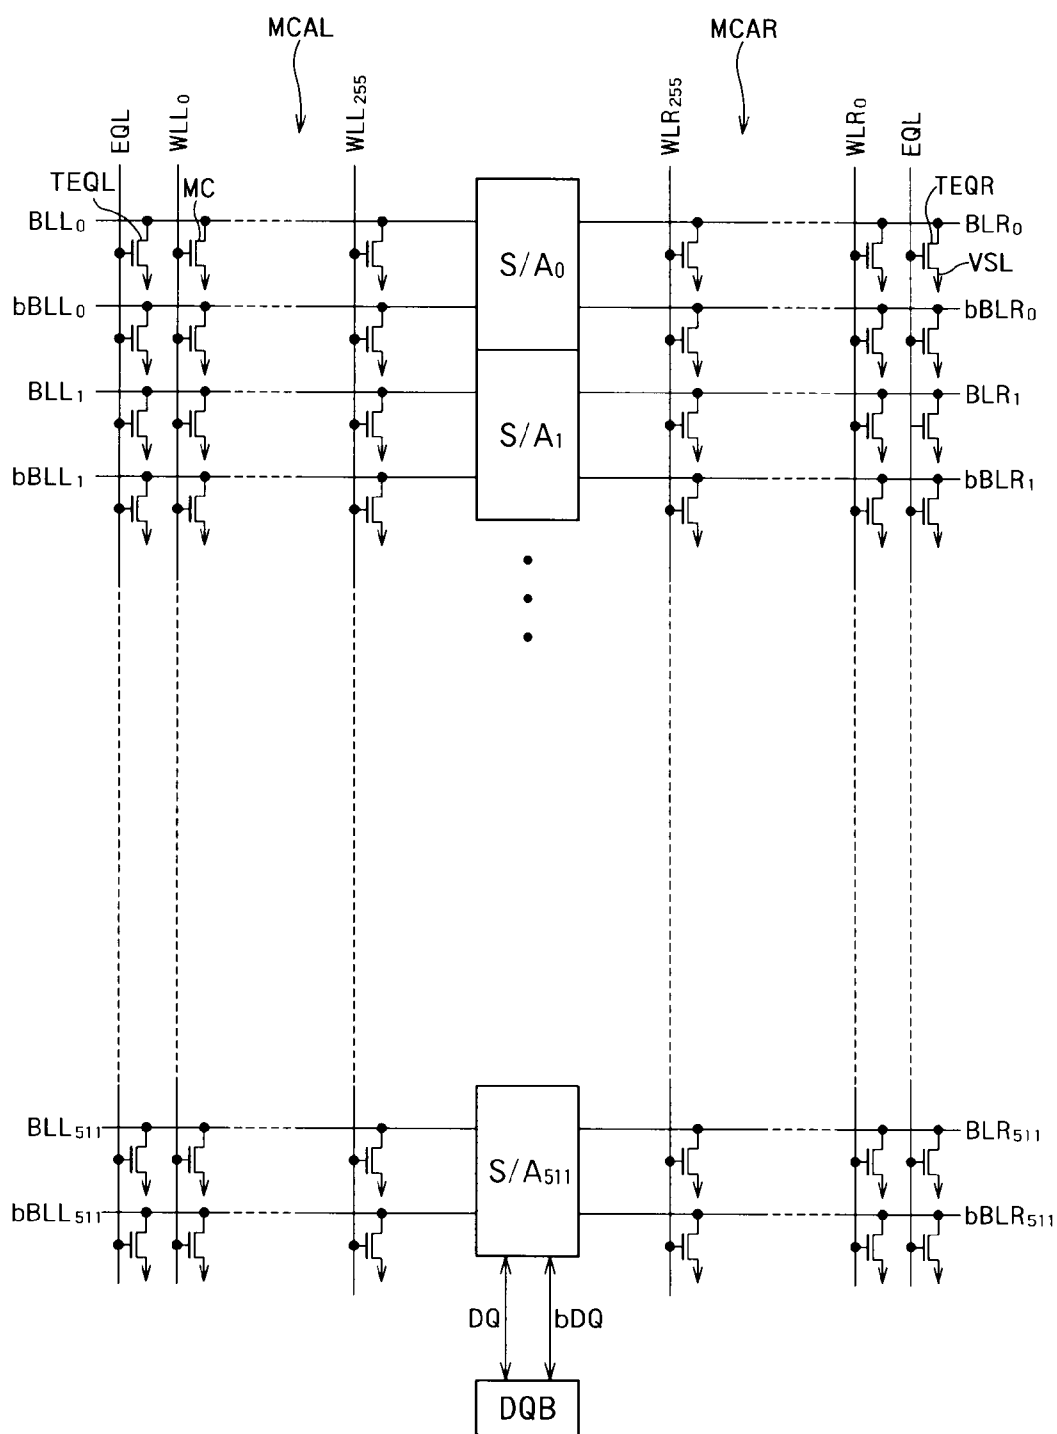 MCAL
MCAR
EQL
WLL0
WLL255
WLR255
WLR0
EQL
TEQL
MC
TEQR
VSL
BLL0
S/A0
BLR0
bBLL0
bBLR0
BLL1
S/A1
BLR1
bBLL1
bBLR1
BLL511
S/A511
BLR511
bBLL511
bBLR511
DQ
bDQ
DQB